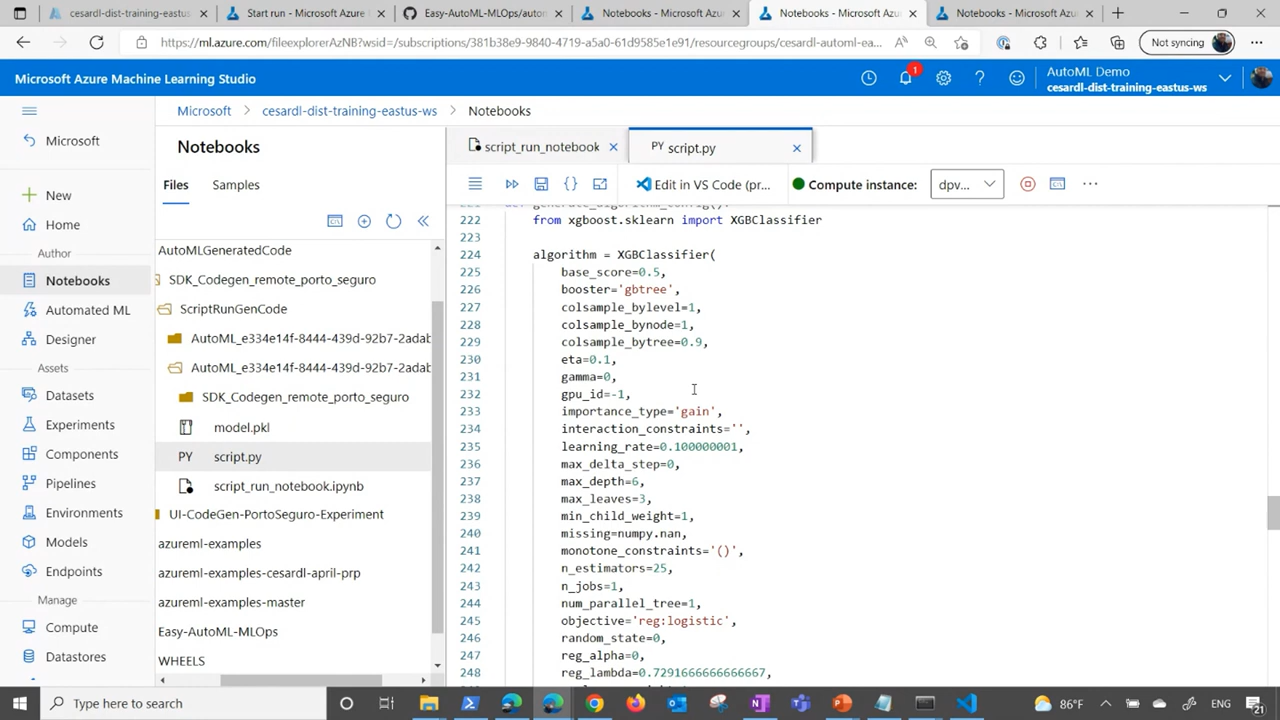 cesardl-dist-training-eastus-
Start run - Microsoft Azure
Easy-AutoML-MLOps/autom
Notebooks - Microsoft Azure
Notebooks - Microsoft Azure
Notebooks - Microsoft Azure
https://ml.azure.com/fileexplorerAzNB?wsid=/subscriptions/381b38e9-9840-4719-a5a0-61d5585e1e91/resourcegroups/cesardl-automl-ea...
Not syncing
Microsoft Azure Machine Learning Studio
1
AutoML Demo
cesardl-dist-training-eastus-ws
Microsoft > cesardl-dist-training-eastus-ws > Notebooks
Microsoft
New
Home
Author
Notebooks
Automated ML
Designer
Assets
Datasets
Experiments
Components
Pipelines
Environments
Models
Endpoints
Manage
Compute
Datastores
Notebooks
Files
Samples
AutoMLGeneratedCode
SDK_Codegen_remote_porto_seguro
ScriptRunGenCode
AutoML_e334e14f-8444-439d-92b7-2adab
AutoML_e334e14f-8444-439d-92b7-2adab
SDK_Codegen_remote_porto_seguro
model.pkl
PY script.py
script_run_notebook.ipynb
UI-CodeGen-PortoSeguro-Experiment
azureml-examples
azureml-examples-cesardl-april-prp
azureml-examples-master
Easy-AutoML-MLOps
WHEELS
script_run_notebook
PY script.py
Edit in VS Code (pr...
Compute instance:
dpv...
222 from xgboost.sklearn import XGBClassifier
223
224 algorithm = XGBClassifier(
225 base_score=0.5,
226 booster='gbtree',
227 colsample_bylevel=1,
228 colsample_bynode=1,
229 colsample_bytree=0.9,
230 eta=0.1,
231 gamma=0,
232 gpu_id=-1,
233 importance_type='gain',
234 interaction_constraints='',
235 learning_rate=0.100000001,
236 max_delta_step=0,
237 max_depth=6,
238 max_leaves=3,
239 min_child_weight=1,
240 missing=numpy.nan,
241 monotone_constraints='()',
242 n_estimators=25,
243 n_jobs=1,
244 num_parallel_tree=1,
245 objective='reg:logistic',
246 random_state=0,
247 reg_alpha=0,
248 reg_lambda=0.7291666666666667,
Type here to search
86°F
ENG
21